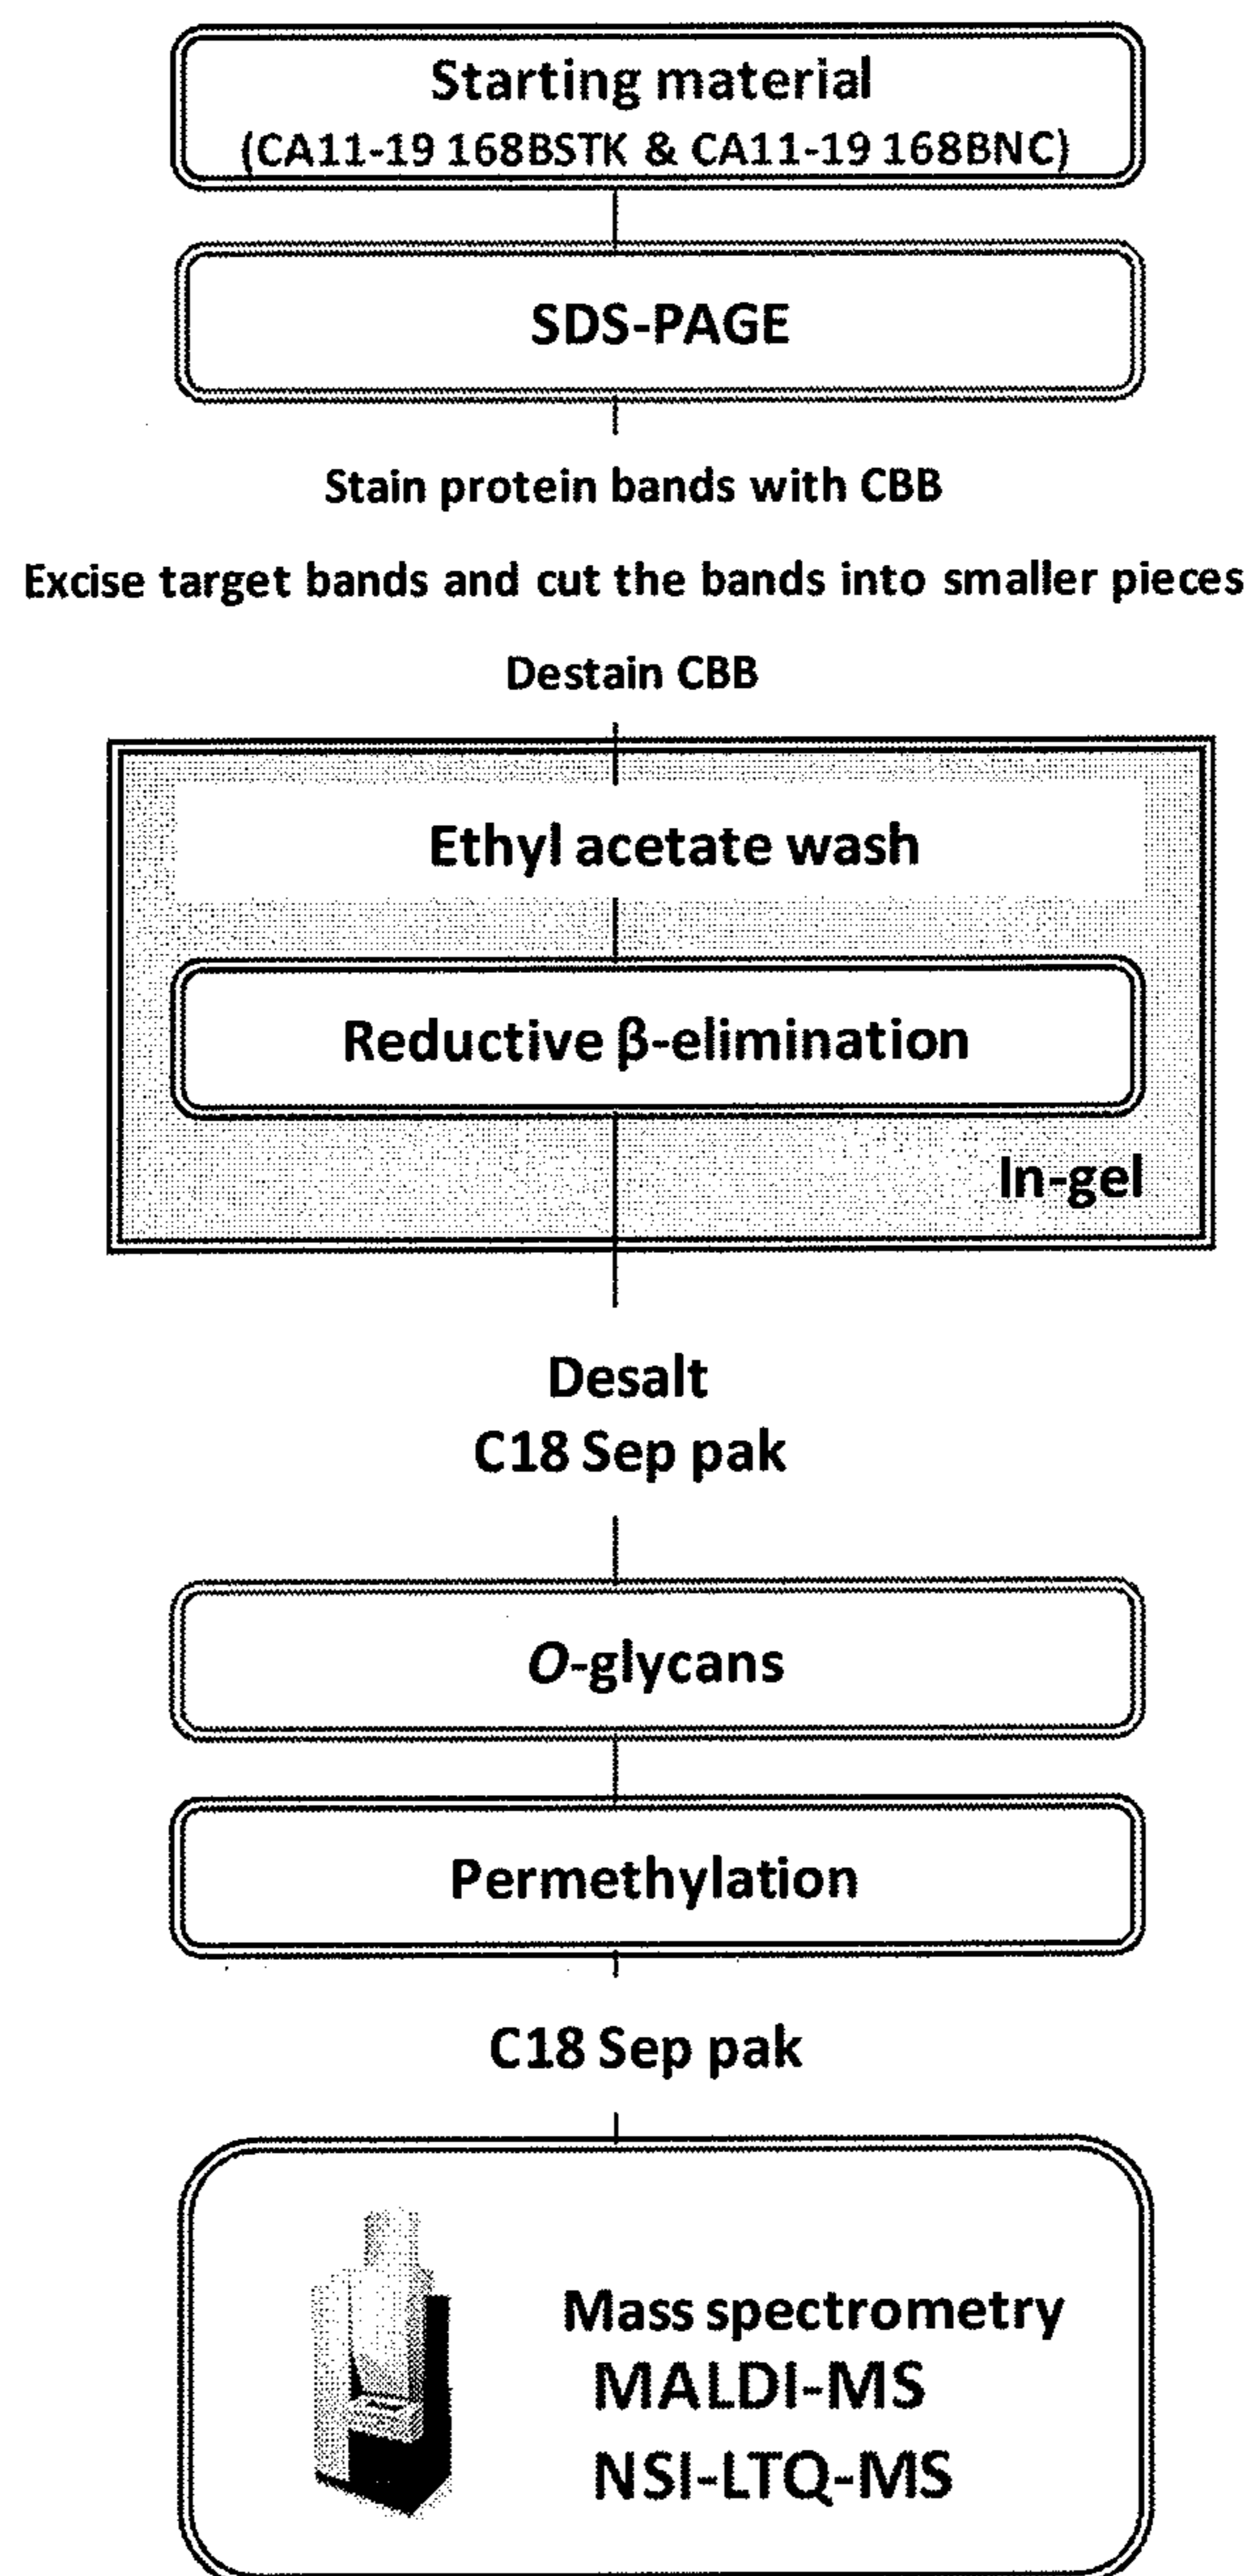 Starting material
(CA11-19 168BSTK & CA11-19 168BNC)
SDS-PAGE
Stain protein bands with CBB
Excise target bands and cut the bands into smaller pieces
Destain CBB
Ethyl acetate wash
Reductive β-elimination
In-gel
Desalt
C18 Sep pak
O-glycans
Permethylation
C18 Sep pak
Mass spectrometry
MALDI-MS
NSI-LTQ-MS